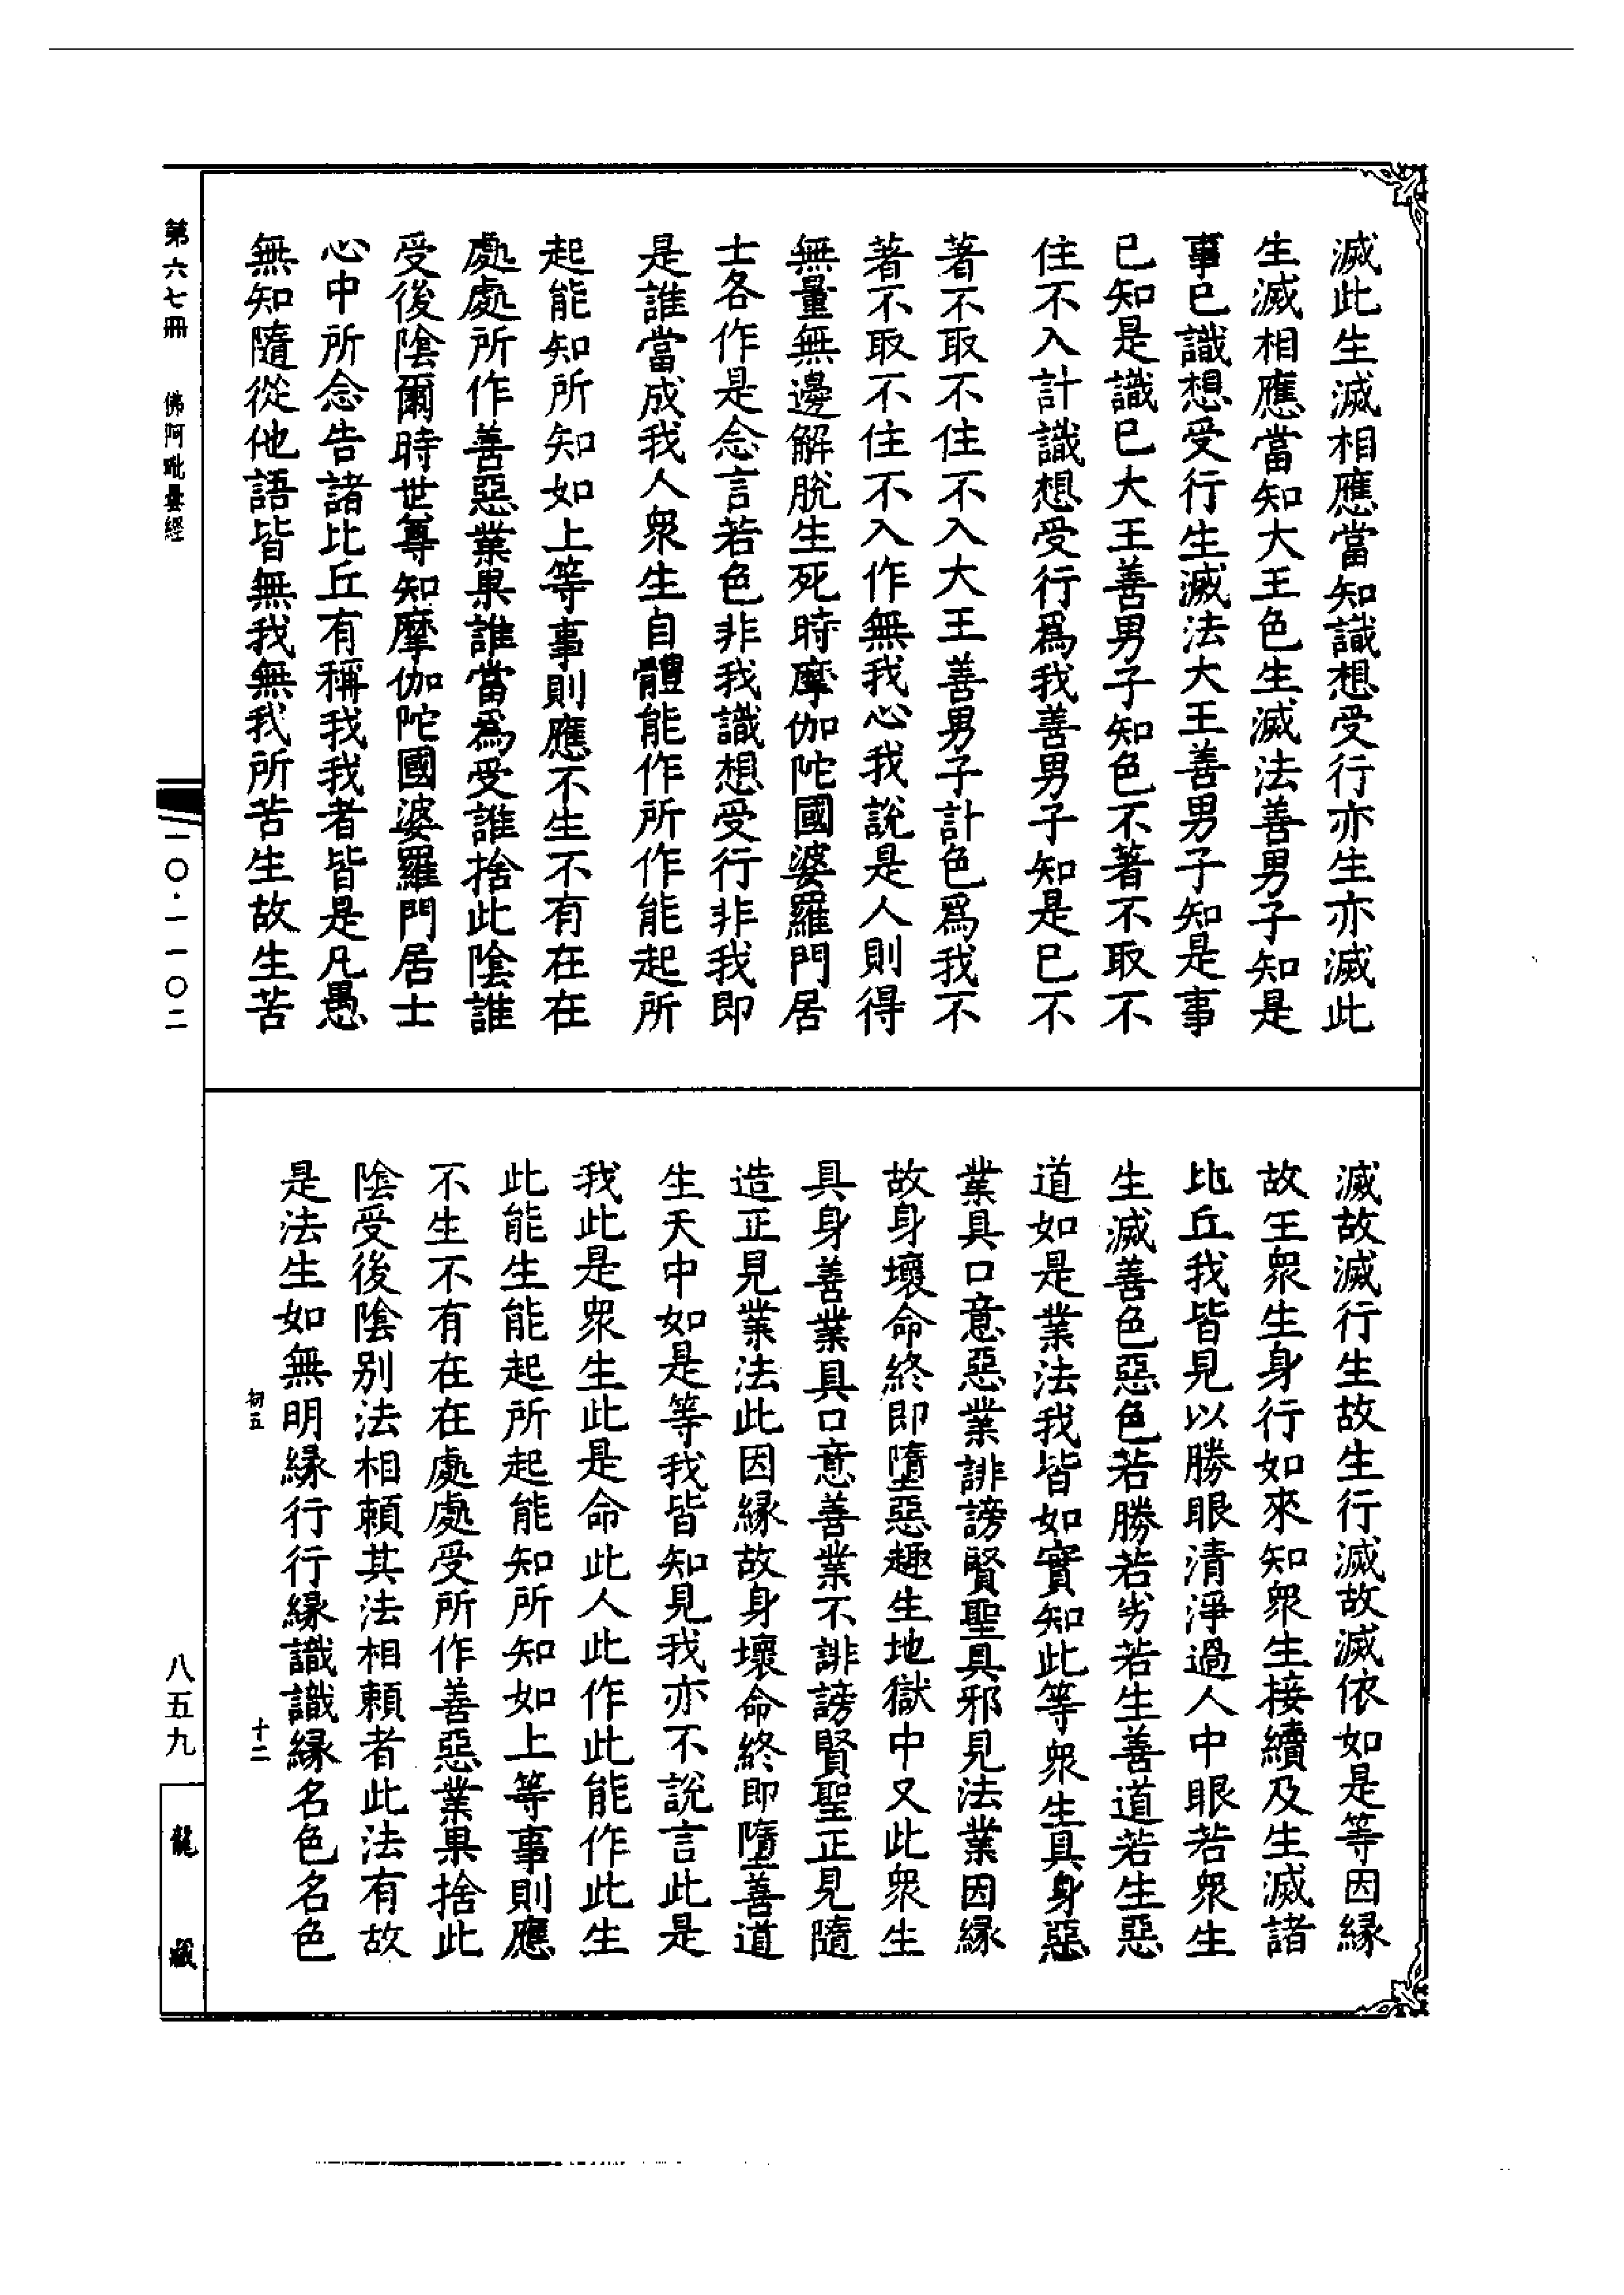 滅此生滅相應當知識想受行亦生亦滅此
生滅相應當知大王色生滅法善男子知是
事已識想受行生滅法大王善男子知是事
已知是識已大王善男子知色不著不取不
住不入計識想受行爲我善男子知是已不
著不取不住不入大王善男子計色爲我不
著不取不住不入作無我心我說是人則得
無量無邊解脫生死時摩伽陀國婆羅門居
士各作是念言若色非我識想受行非我即
是誰當成我人衆生自體能作所作能起所
起能知所知如上等事則應不生不有在在
處處所作善惡業果誰當爲受誰捨此陰誰
受後陰爾時世尊知摩伽陀國婆羅門居士
心中所念告諸比丘有稱我我者皆是凡愚
無知隨從他語皆無我無我所苦生故生苦
滅故滅行生故生行滅故滅依如是等因緣
故王衆生身行如來知衆生接續及生滅諸
比丘我皆見以勝眼清淨過人中眼若衆生
生滅善色惡色若勝若劣若生善道若生惡
道如是業法我皆如實知此等衆生具身惡
業具口意惡業誹謗賢聖具邪見法業因緣
故身壞命終即墮惡趣生地獄中又此衆生
具身善業具口意善業不誹謗賢聖正見隨
造正見業法此因緣故身壞命終即墮善道
生天中如是等我皆知見我亦不說言此是
我此是衆生此是命此人此作此能作此生
此能生能起所起能知所知如上等事則應
不生不有在在處處受所作善惡業果捨此
陰受後陰別法相頼其法相頼者此法有故
是法生如無明緣行行緣識識緣名色名色
初五 十二
第六七冊 佛阿毗曇經
一〇·一一〇二
八五九
龍藏